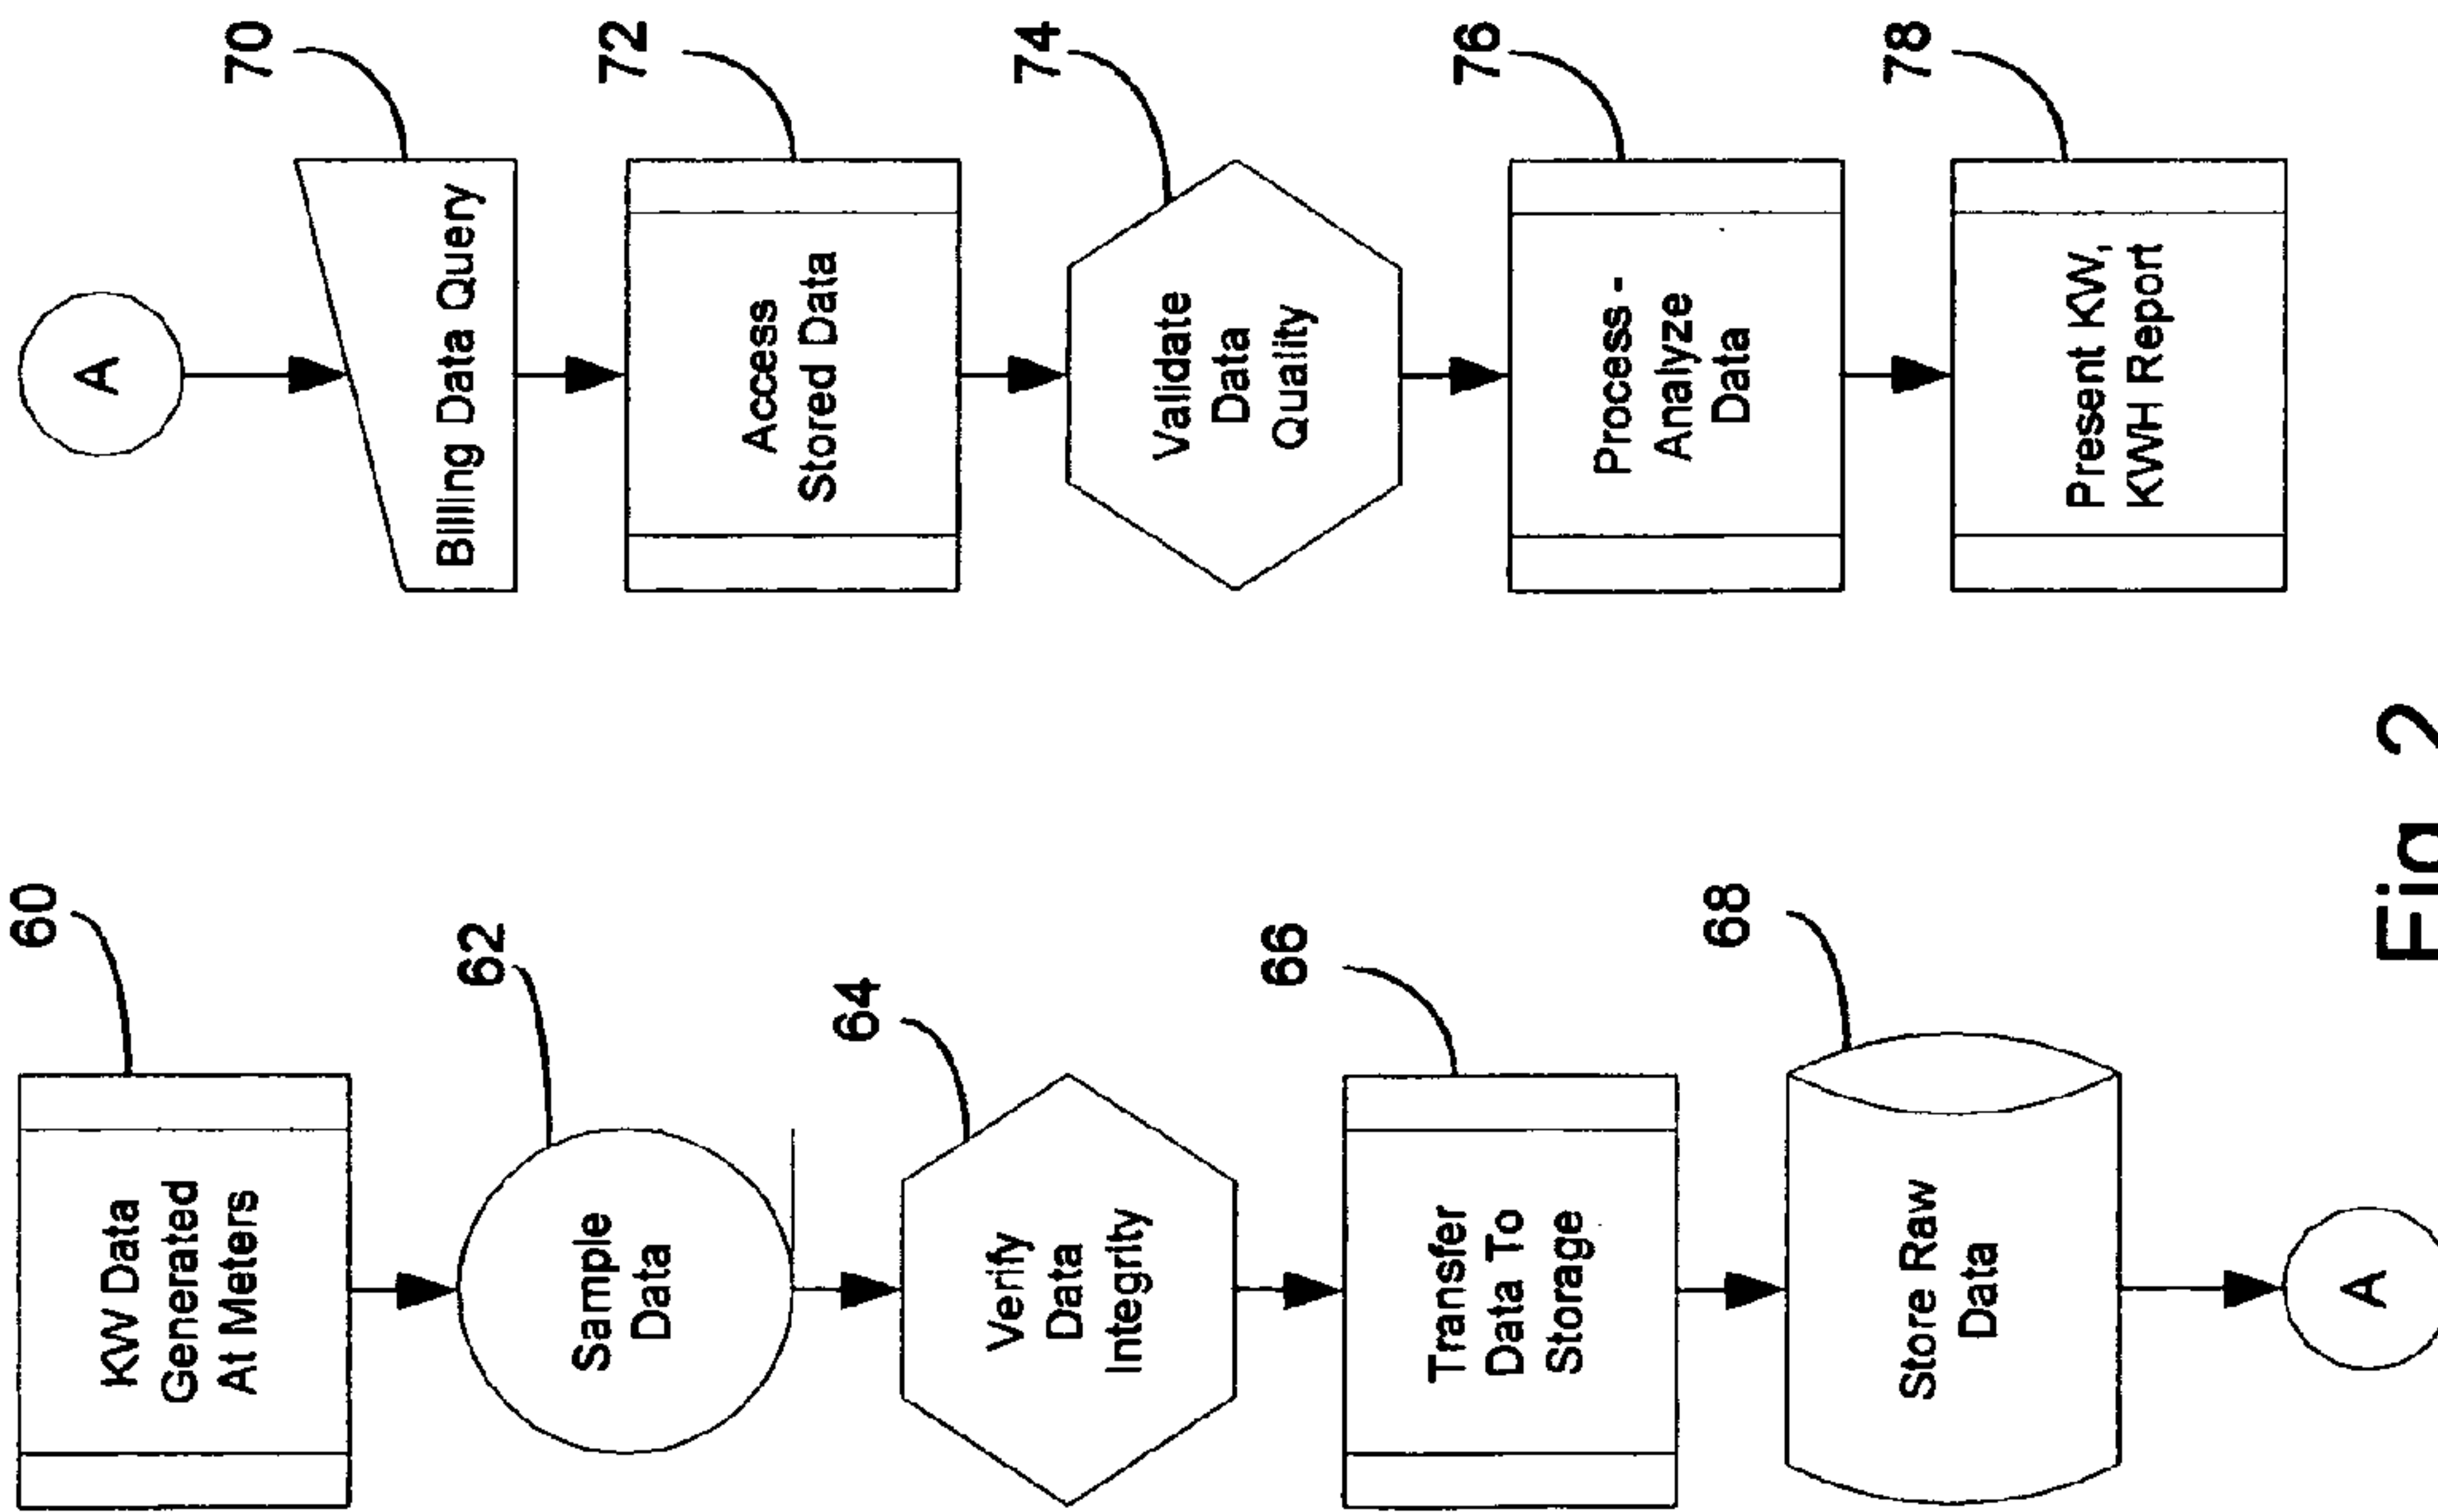 60
KW Data
Generated
At Meters
62
Sample
Data
64
Verify
Data
Integrity
66
Transfer
Data To
Storage
68
Store Raw
Data
A
A
70
Billing Data Query
72
Access
Stored Data
74
Validate
Data
Quality
76
Process -
Analyze
Data
78
Present KW,
KWH Report
Fig. 2